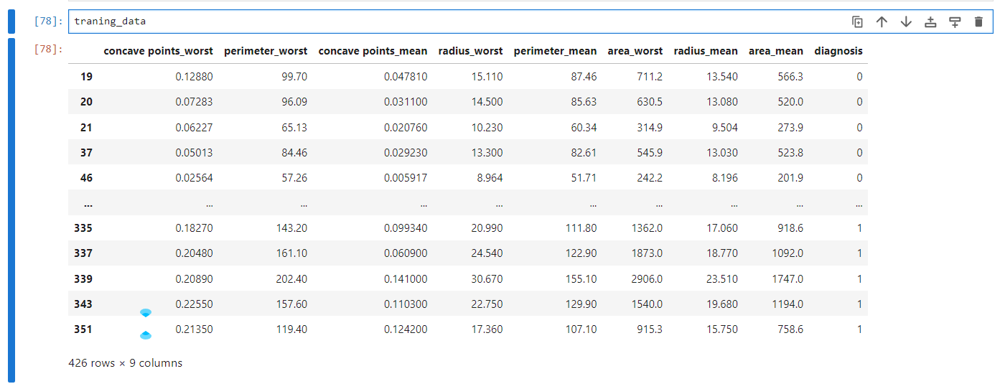 [78]: traning_data
[78]: concave points_worst perimeter_worst concave points_mean radius_worst perimeter_mean area_worst radius_mean area_mean diagnosis
19 0.12880 99.70 0.047810 15.110 87.46 711.2 13.540 566.3 0
20 0.07283 96.09 0.031100 14.500 85.63 630.5 13.080 520.0 0
21 0.06227 65.13 0.020760 10.230 60.34 314.9 9.504 273.9 0
37 0.05013 84.46 0.029230 13.300 82.61 545.9 13.030 523.8 0
46 0.02564 57.26 0.005917 8.964 51.71 242.2 8.196 201.9 0
... ... ... ... ... ... ... ... ... ...
335 0.18270 143.20 0.099340 20.990 111.80 1362.0 17.060 918.6 1
337 0.20480 161.10 0.060900 24.540 122.90 1873.0 18.770 1092.0 1
339 0.20890 202.40 0.141000 30.670 155.10 2906.0 23.510 1747.0 1
343 0.22550 157.60 0.110300 22.750 129.90 1540.0 19.680 1194.0 1
351 0.21350 119.40 0.124200 17.360 107.10 915.3 15.750 758.6 1
426 rows × 9 columns